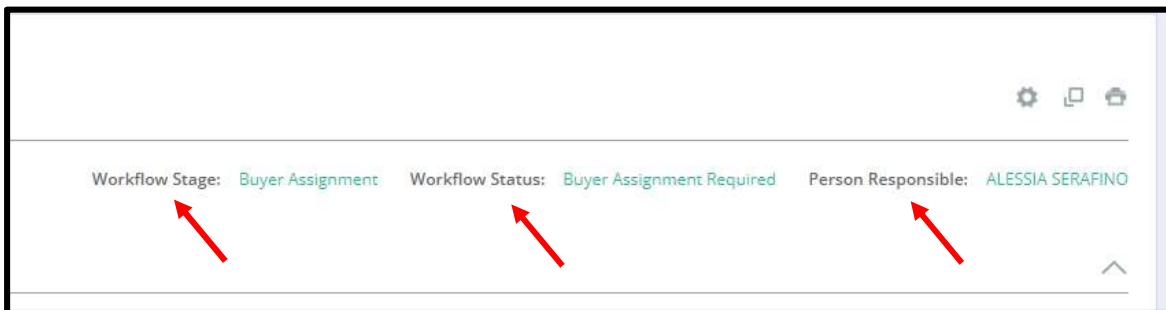 Workflow Stage: Buyer Assignment Workflow Status: Buyer Assignment Required Person Responsible: ALESSIA SERAFINO